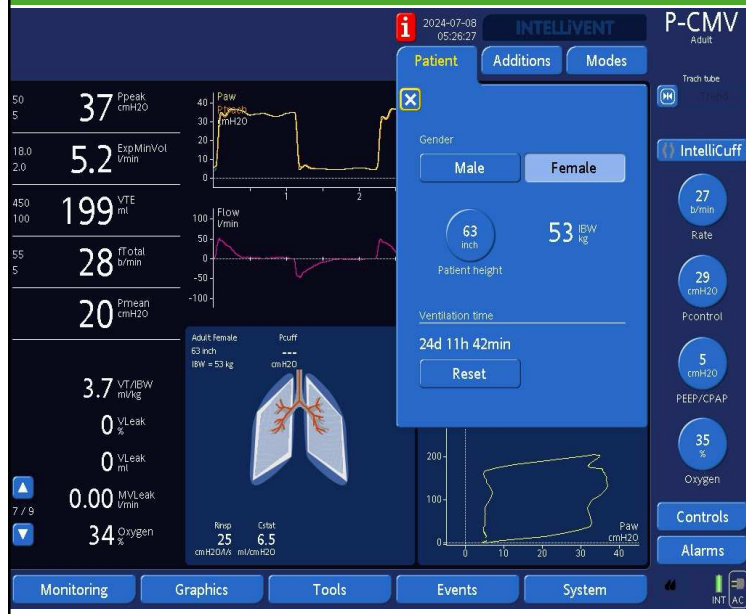 i 2024-07-08 INTELLiVENT P-CMV
05:26:27 Adult
Patient Additions Modes
Trach tube
50
5
37 Ppeak
cmH2O
18.0
2.0
5.2 ExpMinVol
l/min
450
100
199 VTE
ml
55
5
28 fTotal
b/min
20 Pmean
cmH2O
3.7 VT/IBW
ml/kg
0 VLeak
%
0 VLeak
ml
0.00 MVLeak
l/min
7 / 9
34 Oxygen
%
Paw
Ptrach
cmH2O
40
30
20
10
0
1 2
Flow
l/min
100
50
0
-50
-100
Adult Female
63 inch
IBW = 53 kg
Pcuff
---
cmH2O
Rinsp
25
cmH2O/l/s
Cstat
6.5
ml/cmH2O
X
Gender
Male Female
63
inch
Patient height
53 IBW
kg
Ventilation time
24d 11h 42min
Reset
200
100
0
0 10 20 30 40
Paw
cmH2O
IntelliCuff
27
b/min
Rate
29
cmH2O
Pcontrol
5
cmH2O
PEEP/CPAP
35
%
Oxygen
Controls
Alarms
Monitoring Graphics Tools Events System
INT AC